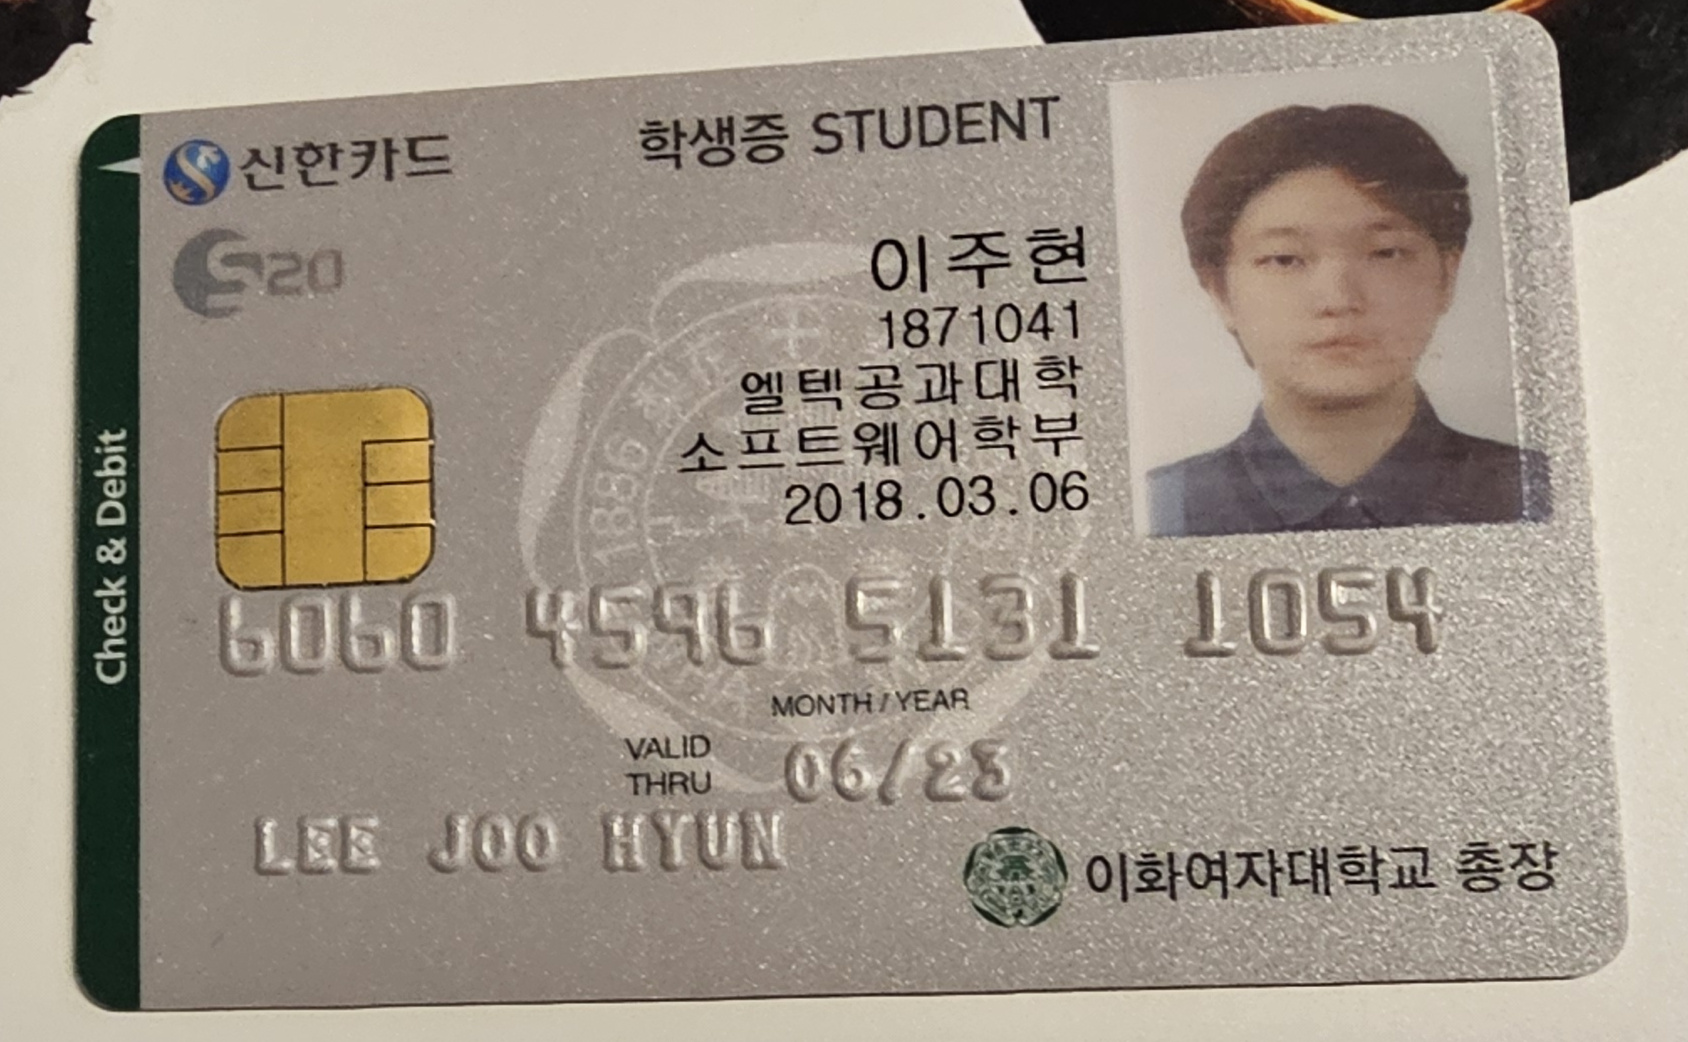 신한카드
학생증 STUDENT
S20
이주현
1871041
엘텍공과대학
소프트웨어학부
2018.03.06
Check & Debit
6060 4596 5131 1054
MONTH / YEAR
VALID THRU 06/23
LEE JOO HYUN
이화여자대학교 총장
1886